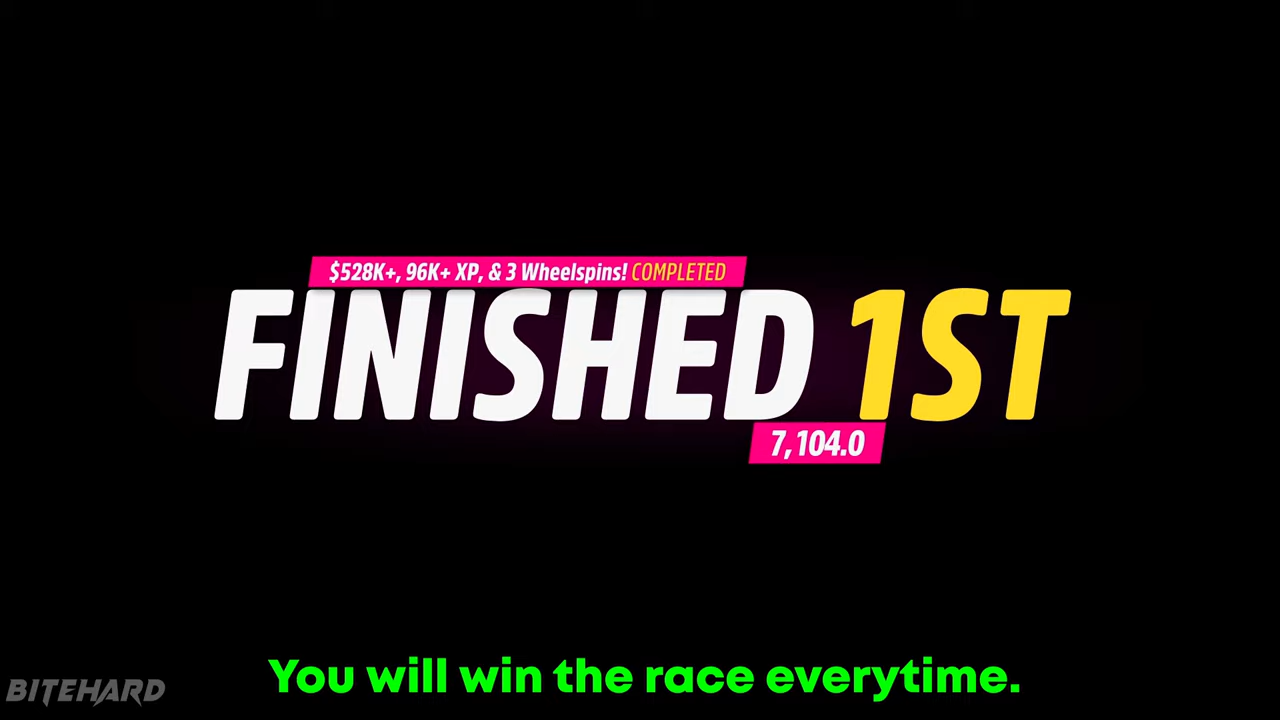 $528K+, 96K+ XP, & 3 Wheelspins! COMPLETED
FINISHED 1ST
7,104.0
You will win the race everytime.
BITEHARD